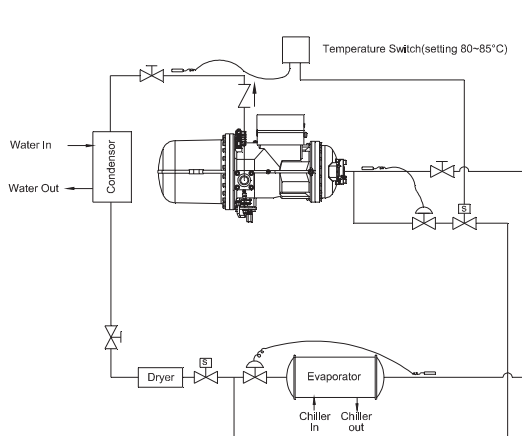 Temperature Switch(setting 80~85°C)
Water In
Water Out
Condensor
S
S
Dryer
Evaporator
Chiller
In
Chiller
out